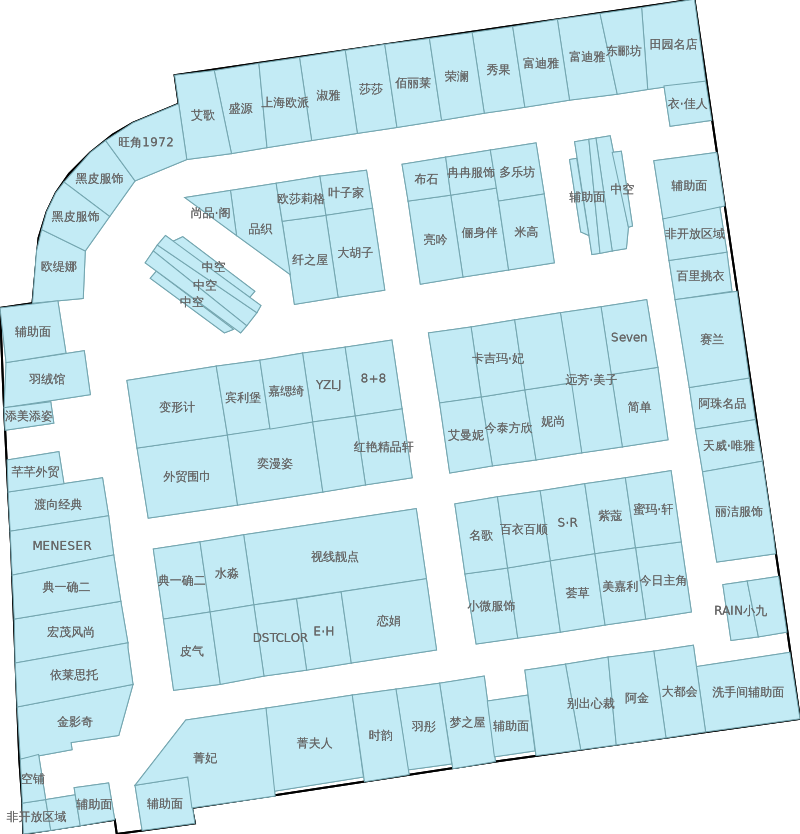 艾歌
盛源
上海欧派
淑雅
莎莎
佰丽莱
荣澜
秀果
富迪雅
富迪雅
东郦坊
田园名店
衣·佳人
旺角1972
黑皮服饰
黑皮服饰
欧缇娜
尚品·阁
品织
欧莎莉格
叶子家
纤之屋
大胡子
布石
冉冉服饰
多乐坊
亮吟
俪身伴
米高
辅助面
中空
辅助面
非开放区域
百里挑衣
中空
中空
中空
辅助面
羽绒馆
添美添姿
赛兰
阿珠名品
天威·唯雅
丽洁服饰
变形计
宾利堡
嘉缌绮
YZLJ
8+8
外贸围巾
奕漫姿
红艳精品轩
卡吉玛·妃
远芳·美子
Seven
艾曼妮
今泰方欣
妮尚
简单
芊芊外贸
渡向经典
MENESER
典一确二
宏茂风尚
依莱思托
金影奇
典一确二
水淼
视线靓点
皮气
DSTCLOR
E·H
恋娟
名歌
百衣百顺
S·R
紫蔻
蜜玛·轩
小微服饰
荟草
美嘉利
今日主角
RAIN小九
空铺
非开放区域
辅助面
辅助面
菁妃
菁夫人
时韵
羽彤
梦之屋
辅助面
别出心裁
阿金
大都会
洗手间辅助面